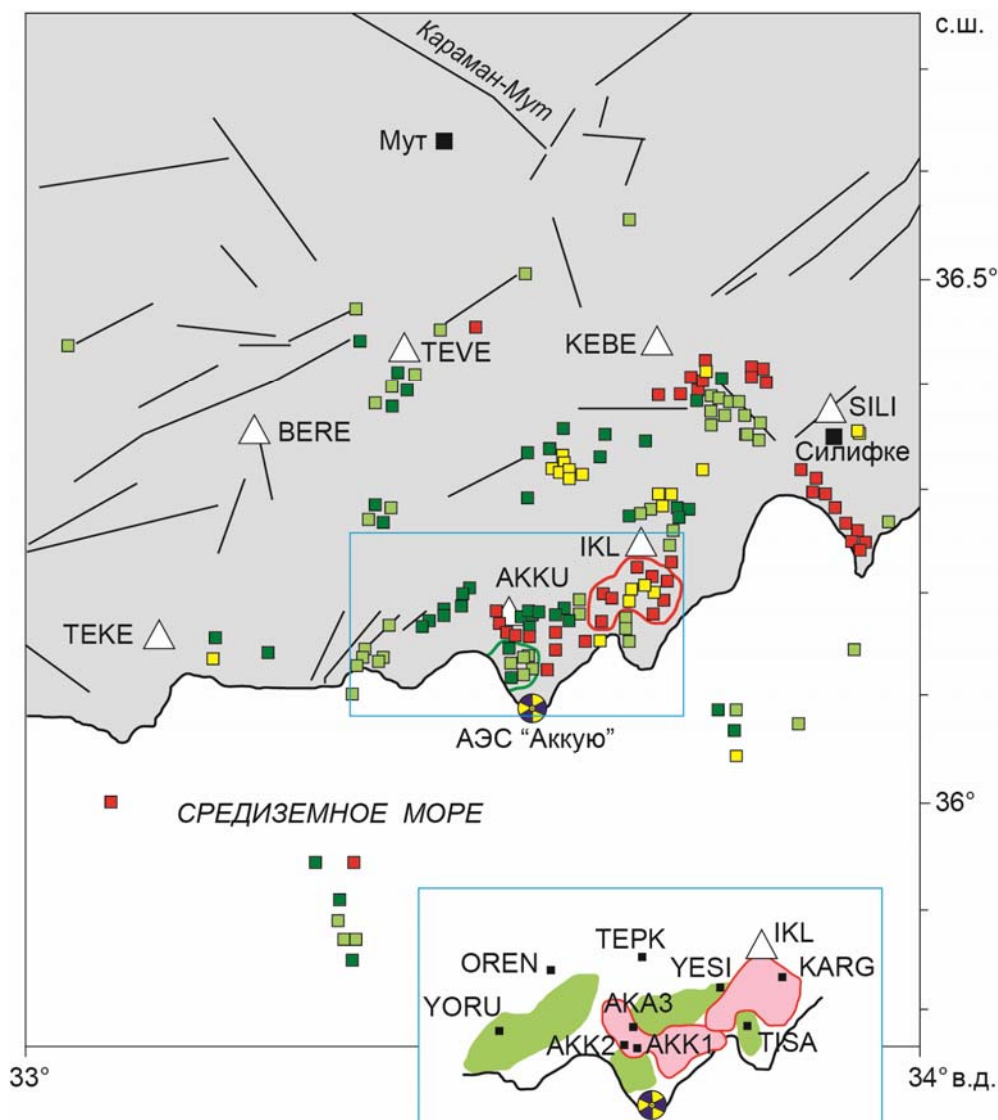 с.ш.
Караман-Мут
Мут
36.5°
TEVE
KEBE
BERE
SILI
Силифке
IKL
AKKU
TEKE
АЭС “Аккую”
36°
СРЕДИЗЕМНОЕ МОРЕ
IKL
TEPK
OREN
YESI
KARG
YORU
AKA3
AKK2
AKK1
TISA
33°
34° в.д.